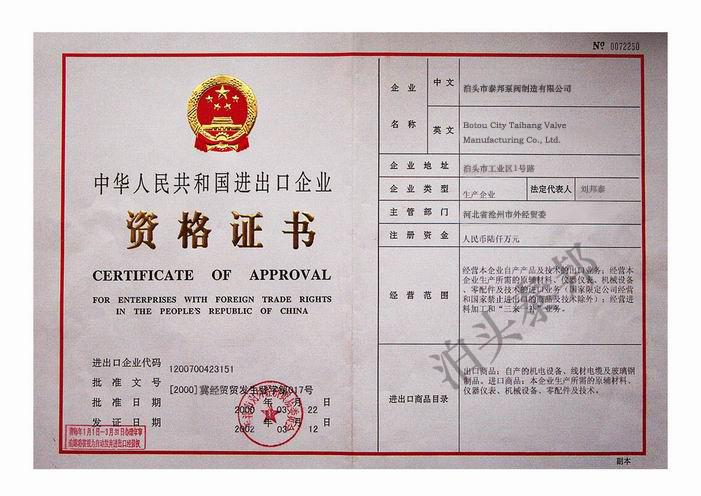 № 0072250
中华人民共和国进出口企业
资格证书
CERTIFICATE OF APPROVAL
FOR ENTERPRISES WITH FOREIGN TRADE RIGHTS
IN THE PEOPLE'S REPUBLIC OF CHINA
进出口企业代码 1200700423151
批准文号 [2000]冀经贸贸发生登字第017号
批准日期 2000 年 03 月 22 日
发证日期 2002 年 03 月 12 日
企业名称 中文 泊头市泰邦泵阀制造有限公司
英文 Botou City Taibang Valve
Manufacturing Co., Ltd.
企业地址 泊头市工业区1号路
企业类型 生产企业 法定代表人 刘邦泰
主管部门 河北省沧州市外经贸委
注册资金 人民币陆仟万元
经营范围
经营本企业自产产品及技术的出口业务；经营本
企业生产所需的原辅材料、仪器仪表、机械设备
、零配件及技术的进口业务（国家限定公司经营
和国家禁止进出口的商品及技术除外）；经营进
料加工和“三来一补”业务。
进出口商品目录
出口商品：自产的机电设备、线材电缆及玻璃钢
制品。进口商品：本企业生产所需的原辅材料、
仪器仪表、机械设备、零配件及技术。
副本
泊头泰邦